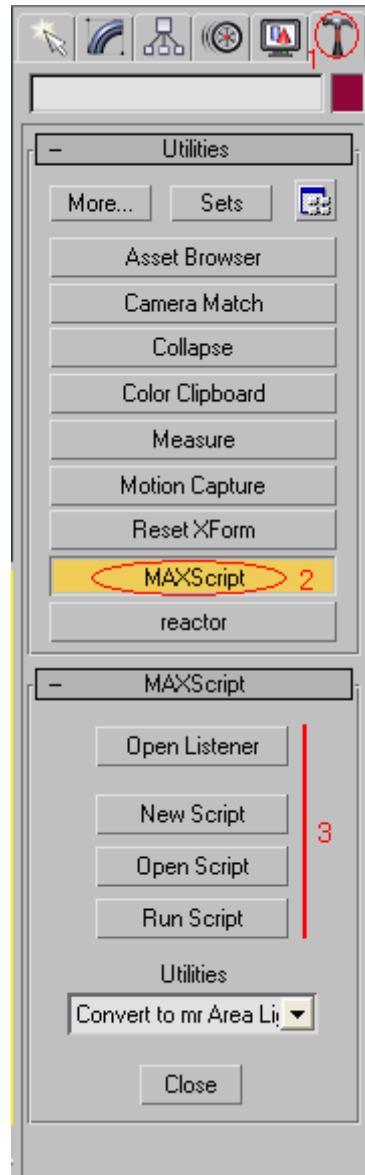 1
- Utilities
More... Sets
Asset Browser
Camera Match
Collapse
Color Clipboard
Measure
Motion Capture
Reset XForm
MAXScript 2
reactor
- MAXScript
Open Listener
New Script
3
Open Script
Run Script
Utilities
Convert to mr Area Li
Close